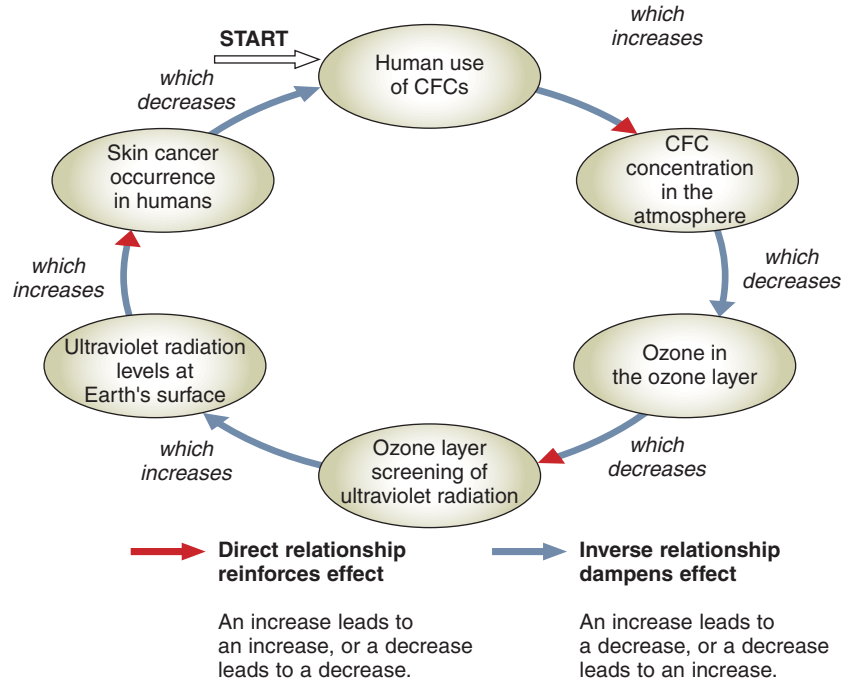 START
Human use
of CFCs
which
increases
CFC
concentration
in the
atmosphere
which
decreases
Ozone in
the ozone layer
which
decreases
Ozone layer
screening of
ultraviolet radiation
which
increases
Ultraviolet radiation
levels at
Earth's surface
which
increases
Skin cancer
occurrence
in humans
which
decreases
Direct relationship
reinforces effect
An increase leads to
an increase, or a decrease
leads to a decrease.
Inverse relationship
dampens effect
An increase leads to
a decrease, or a decrease
leads to an increase.